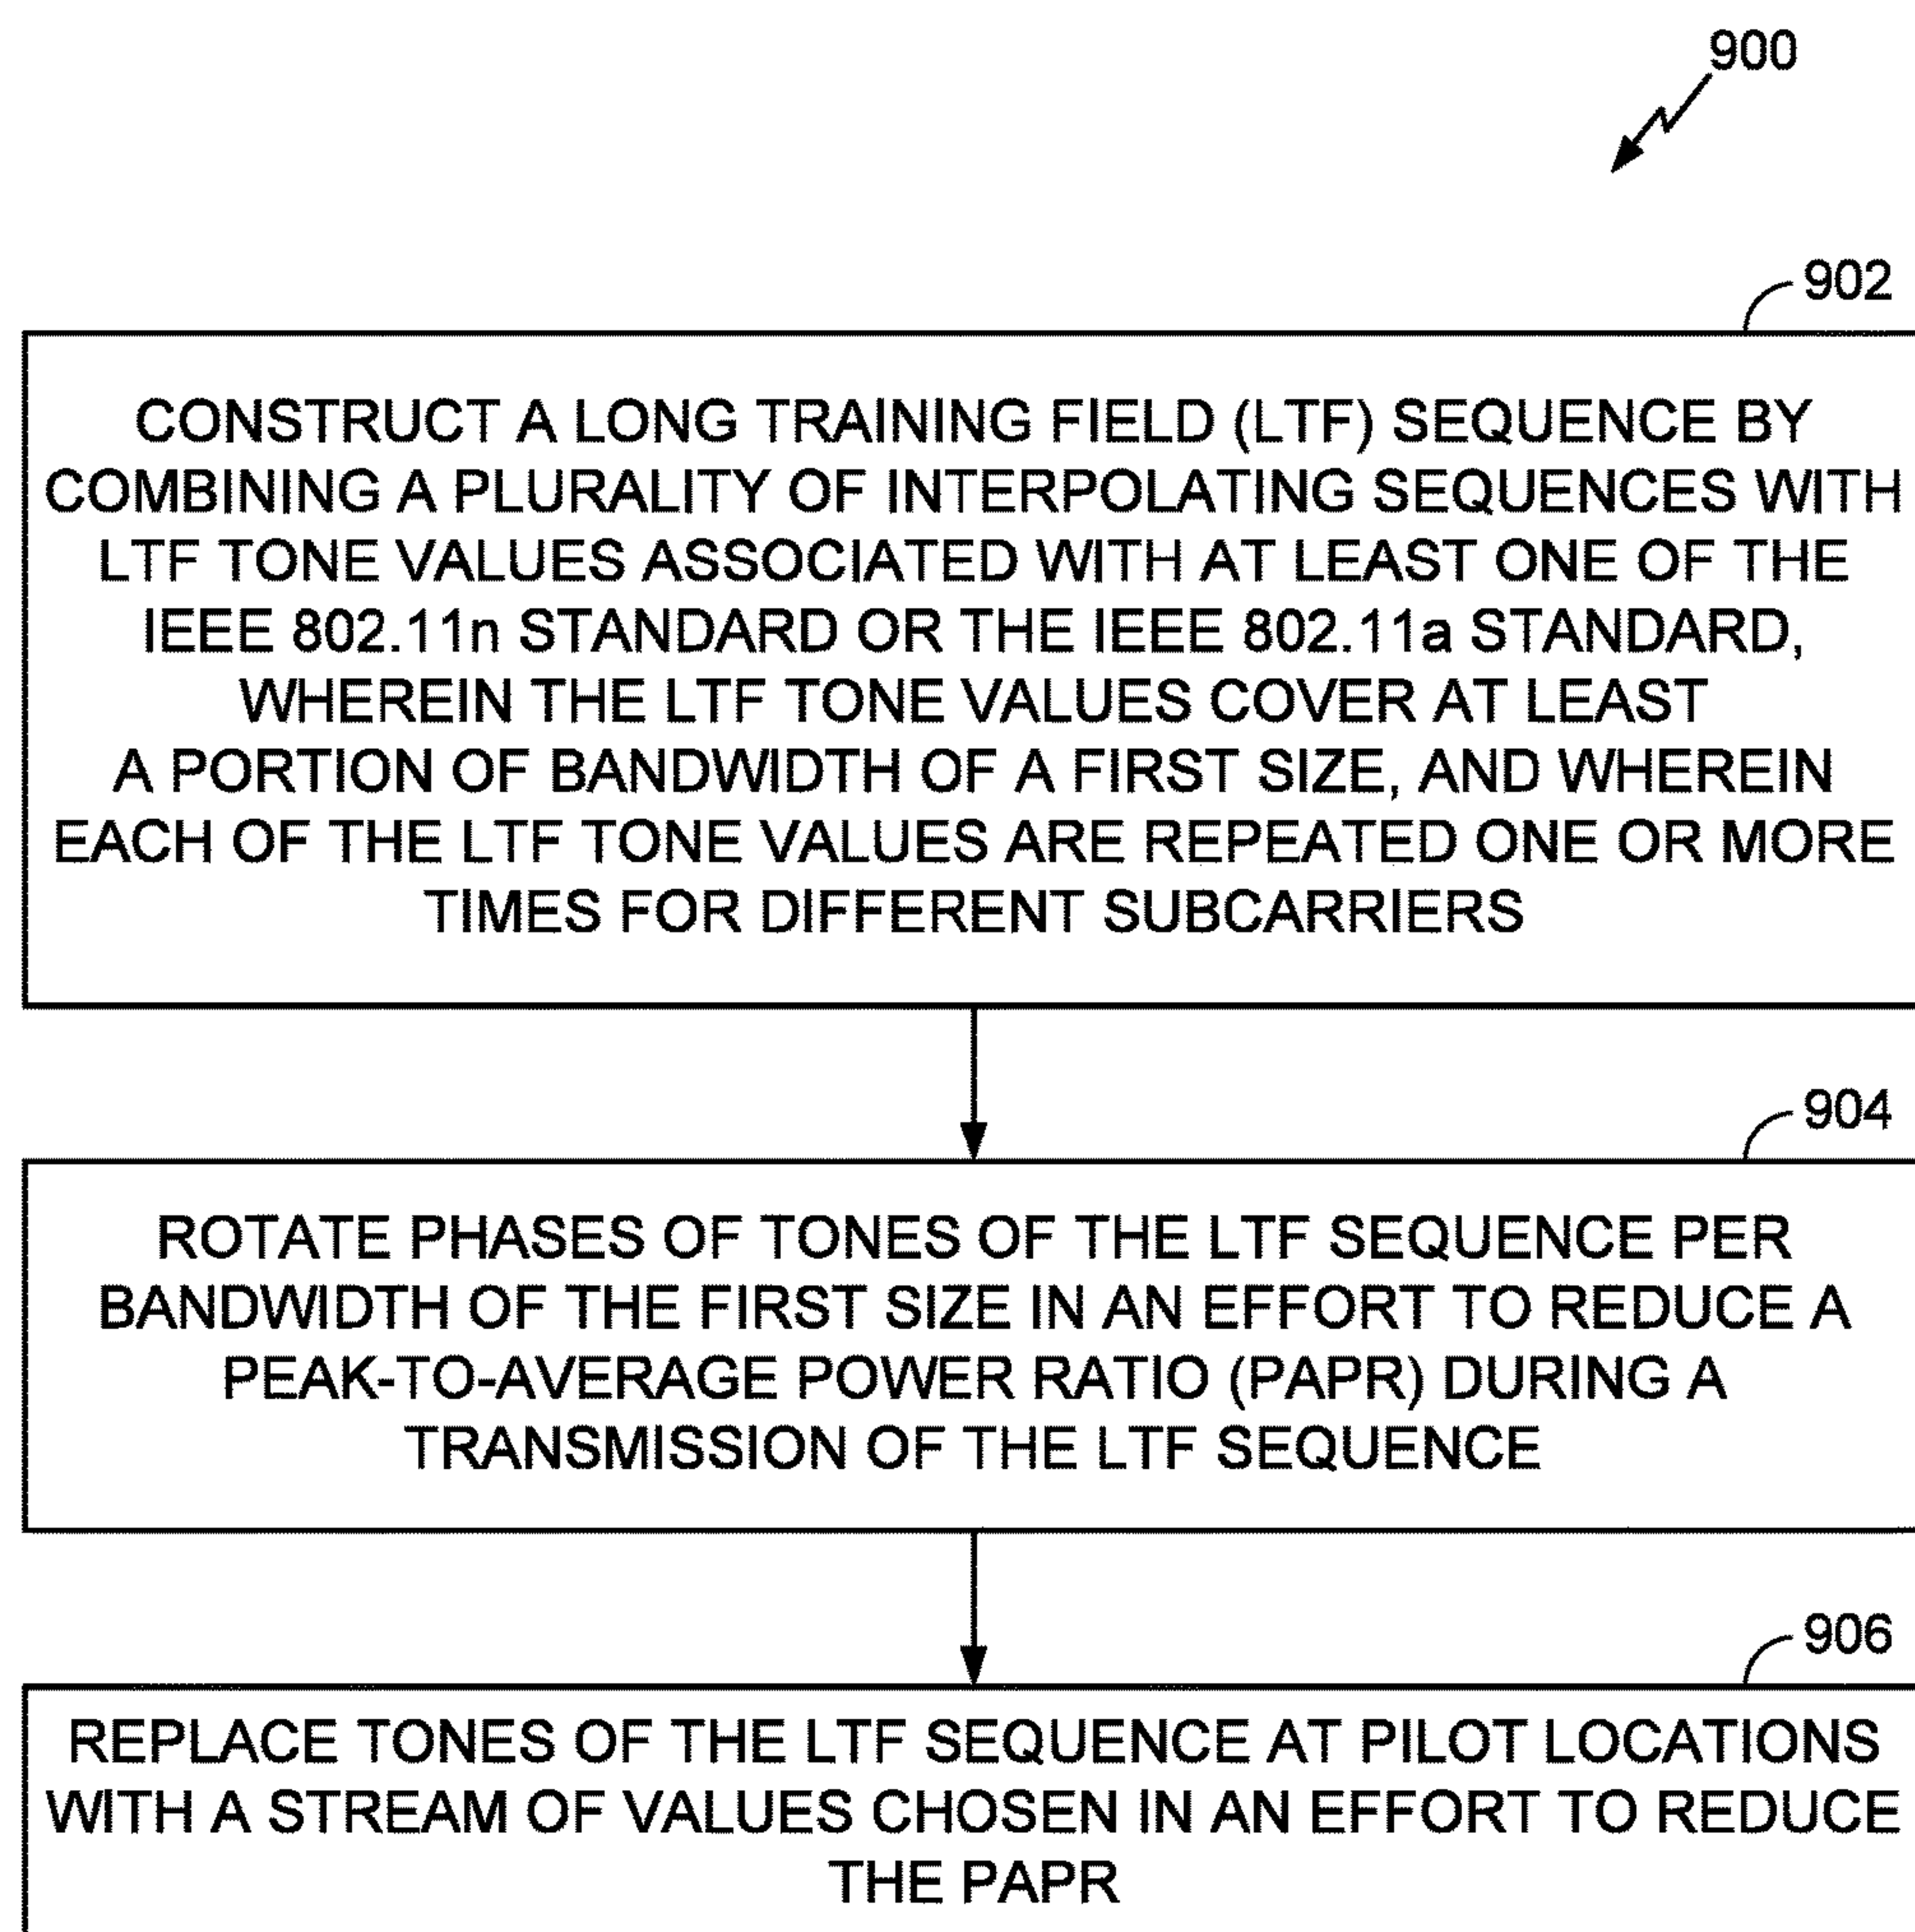 900
902
CONSTRUCT A LONG TRAINING FIELD (LTF) SEQUENCE BY
COMBINING A PLURALITY OF INTERPOLATING SEQUENCES WITH
LTF TONE VALUES ASSOCIATED WITH AT LEAST ONE OF THE
IEEE 802.11n STANDARD OR THE IEEE 802.11a STANDARD,
WHEREIN THE LTF TONE VALUES COVER AT LEAST
A PORTION OF BANDWIDTH OF A FIRST SIZE, AND WHEREIN
EACH OF THE LTF TONE VALUES ARE REPEATED ONE OR MORE
TIMES FOR DIFFERENT SUBCARRIERS
904
ROTATE PHASES OF TONES OF THE LTF SEQUENCE PER
BANDWIDTH OF THE FIRST SIZE IN AN EFFORT TO REDUCE A
PEAK-TO-AVERAGE POWER RATIO (PAPR) DURING A
TRANSMISSION OF THE LTF SEQUENCE
906
REPLACE TONES OF THE LTF SEQUENCE AT PILOT LOCATIONS
WITH A STREAM OF VALUES CHOSEN IN AN EFFORT TO REDUCE
THE PAPR